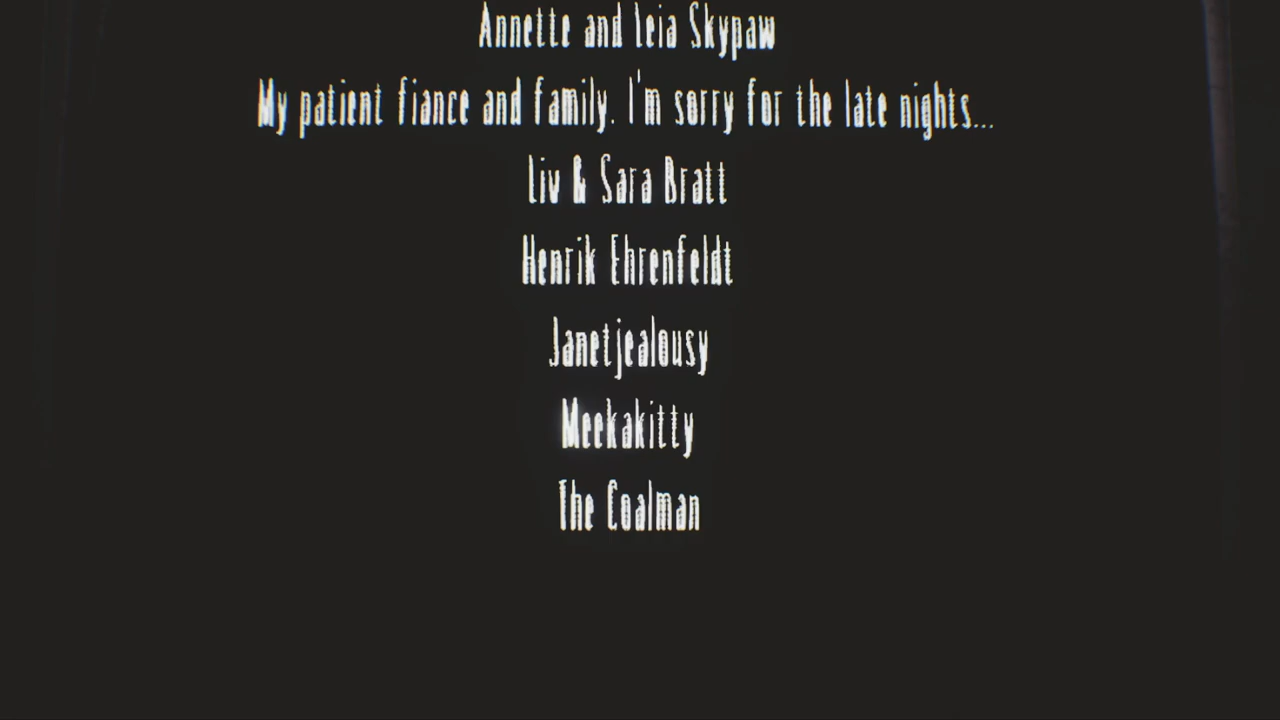 Annette and Leia Skypaw
My patient fiance and family. I'm sorry for the late nights...
Liv & Sara Bratt
Henrik Ehrenfeldt
Janetjealousy
Meekakitty
The Coalman